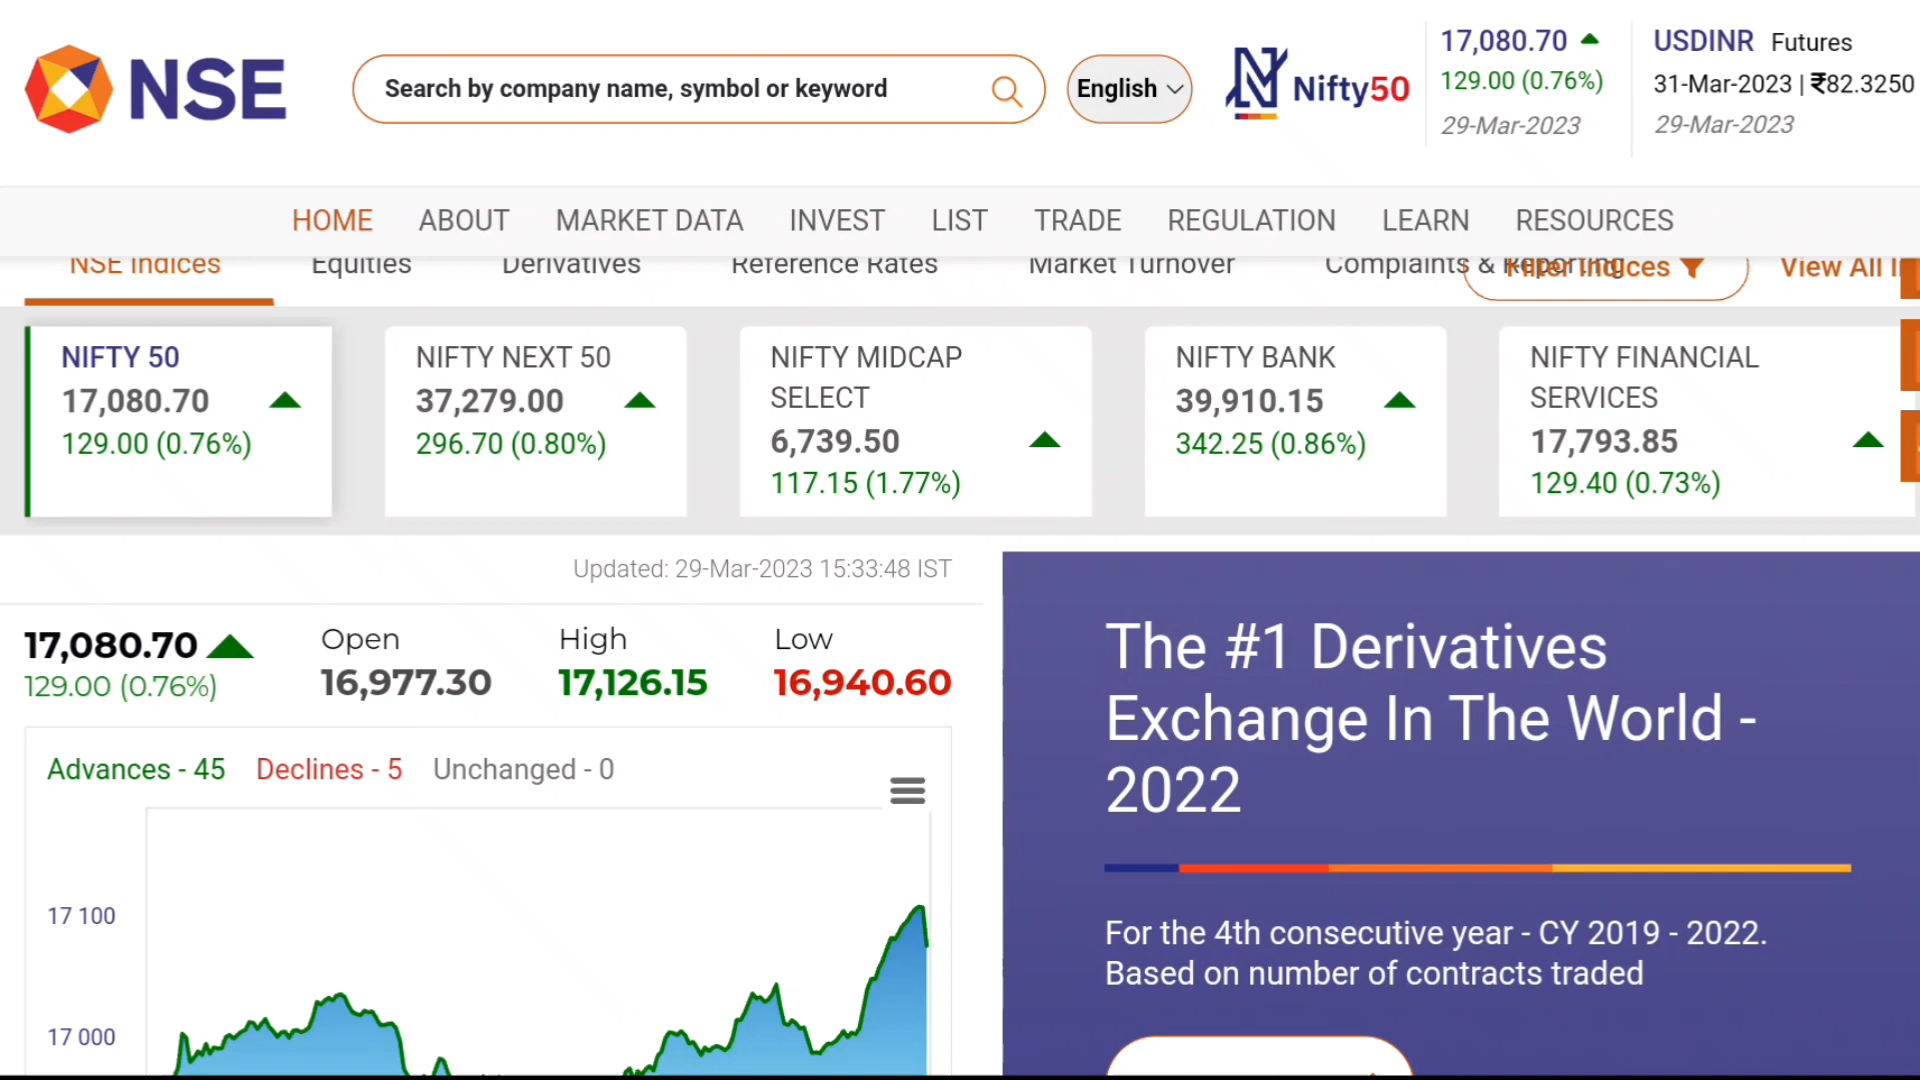 NSE
Search by company name, symbol or keyword
English
Nifty50
17,080.70
129.00 (0.76%)
29-Mar-2023
USDINR Futures
31-Mar-2023 | ₹82.3250
29-Mar-2023
HOME ABOUT MARKET DATA INVEST LIST TRADE REGULATION LEARN RESOURCES
NSE Indices Equities Derivatives Reference Rates Market Turnover Complaints & Reporting Filter Indices View All
NIFTY 50
17,080.70
129.00 (0.76%)
NIFTY NEXT 50
37,279.00
296.70 (0.80%)
NIFTY MIDCAP
SELECT
6,739.50
117.15 (1.77%)
NIFTY BANK
39,910.15
342.25 (0.86%)
NIFTY FINANCIAL
SERVICES
17,793.85
129.40 (0.73%)
Updated: 29-Mar-2023 15:33:48 IST
17,080.70
129.00 (0.76%)
Open
16,977.30
High
17,126.15
Low
16,940.60
Advances - 45 Declines - 5 Unchanged - 0
17 100
17 000
The #1 Derivatives
Exchange In The World -
2022
For the 4th consecutive year - CY 2019 - 2022.
Based on number of contracts traded